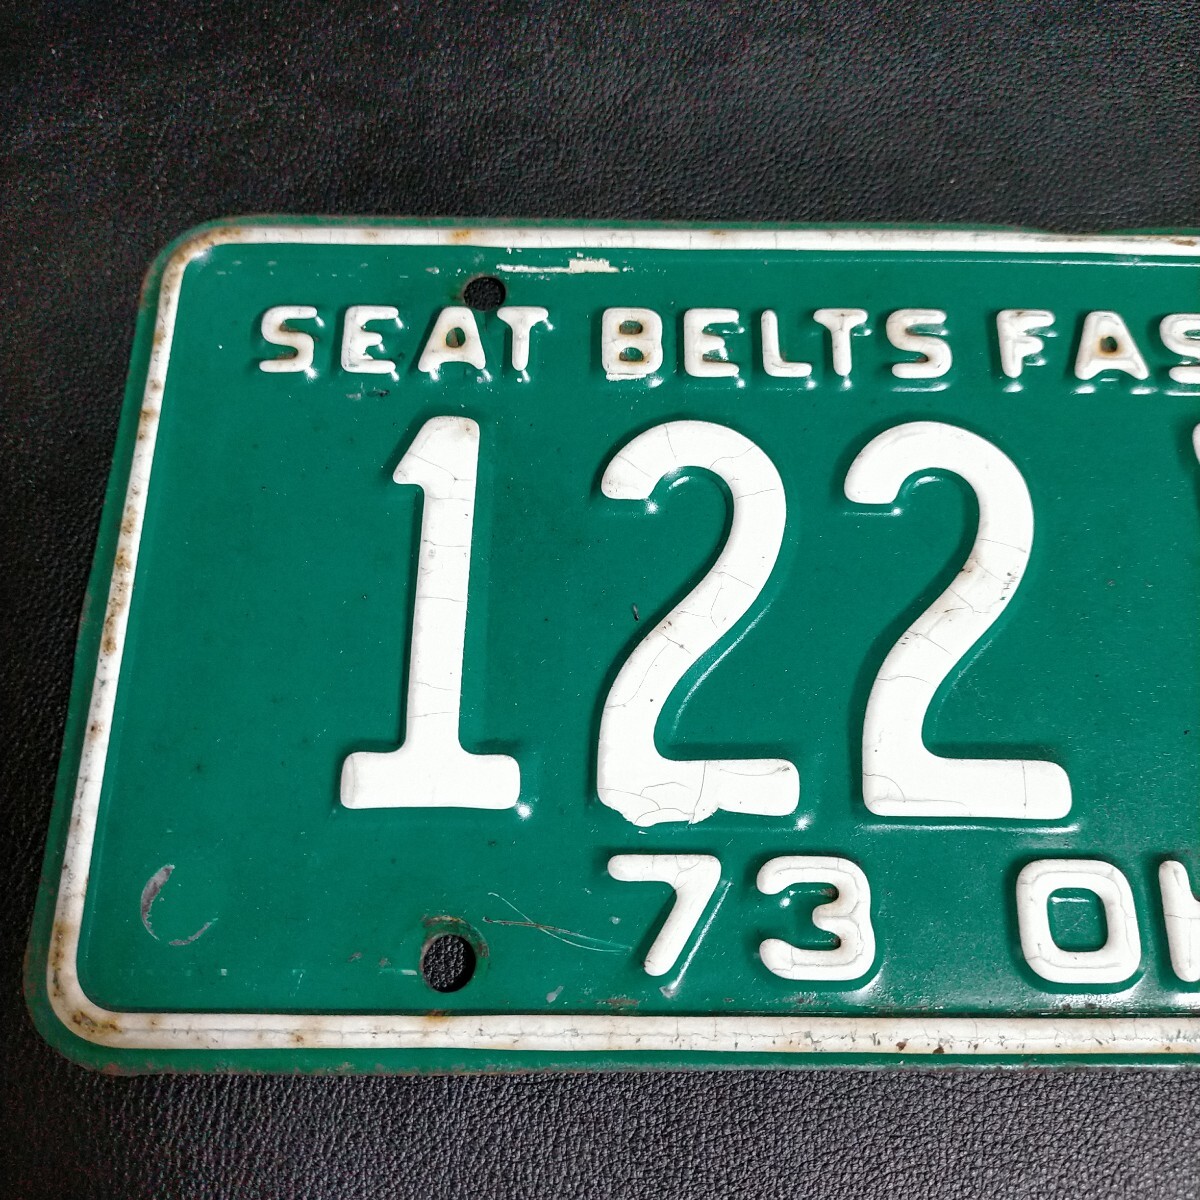 SEAT BELTS FAS
122
73 OH